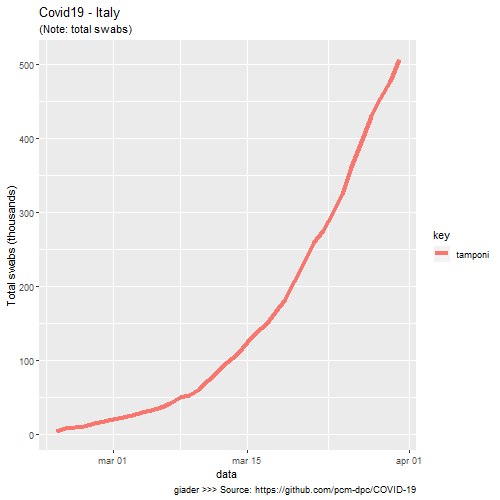 Covid19 - Italy
(Note: total swabs)
Total swabs (thousands)
500
400
300
200
100
0
mar 01
mar 15
apr 01
data
key
tamponi
giader >>> Source: https://github.com/pcm-dpc/COVID-19